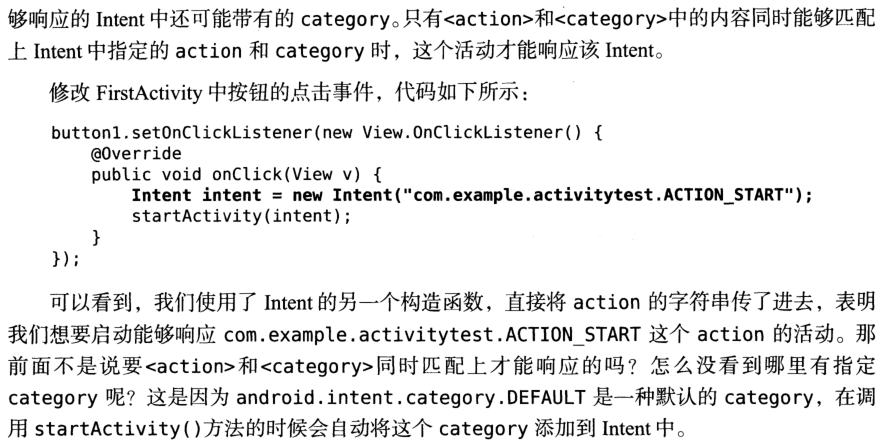 够响应的 Intent 中还可能带有的 category。只有<action>和<category>中的内容同时能够匹配
上 Intent 中指定的 action 和 category 时，这个活动才能响应该 Intent。
修改 FirstActivity 中按钮的点击事件，代码如下所示：
button1.setOnClickListener(new View.OnClickListener() {
    @Override
    public void onClick(View v) {
        Intent intent = new Intent("com.example.activitytest.ACTION_START");
        startActivity(intent);
    }
});
可以看到，我们使用了 Intent 的另一个构造函数，直接将 action 的字符串传了进去，表明
我们想要启动能够响应 com.example.activitytest.ACTION_START 这个 action 的活动。那
前面不是说要<action>和<category>同时匹配上才能响应的吗？怎么没看到哪里有指定
category 呢？这是因为 android.intent.category.DEFAULT 是一种默认的 category，在调
用 startActivity()方法的时候会自动将这个 category 添加到 Intent 中。